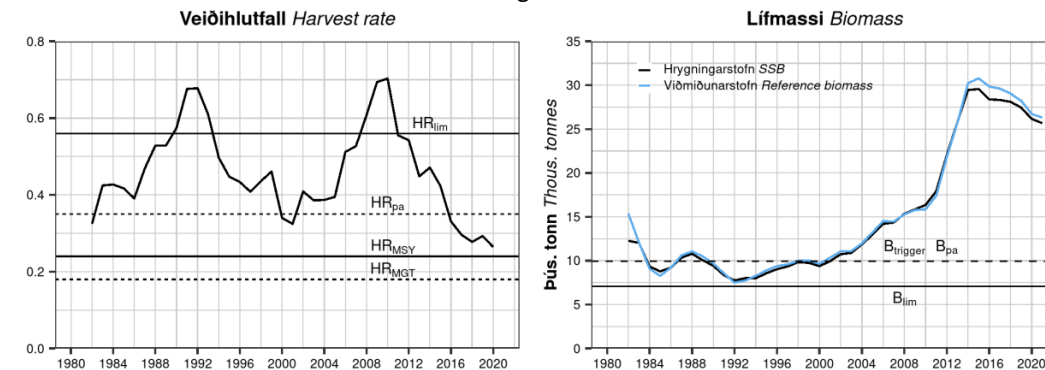 Veiðihlutfall Harvest rate
0.8
0.6
0.4
0.2
0.0
HRlim
HRpa
HRMSY
HRMGT
1980 1984 1988 1992 1996 2000 2004 2008 2012 2016 2020
Lífmassi Biomass
Þús. tonn Thous. tonnes
35
30
25
20
15
10
5
0
Hrygningarstofn SSB
Viðmiðunarstofn Reference biomass
Btrigger Bpa
Blim
1980 1984 1988 1992 1996 2000 2004 2008 2012 2016 2020